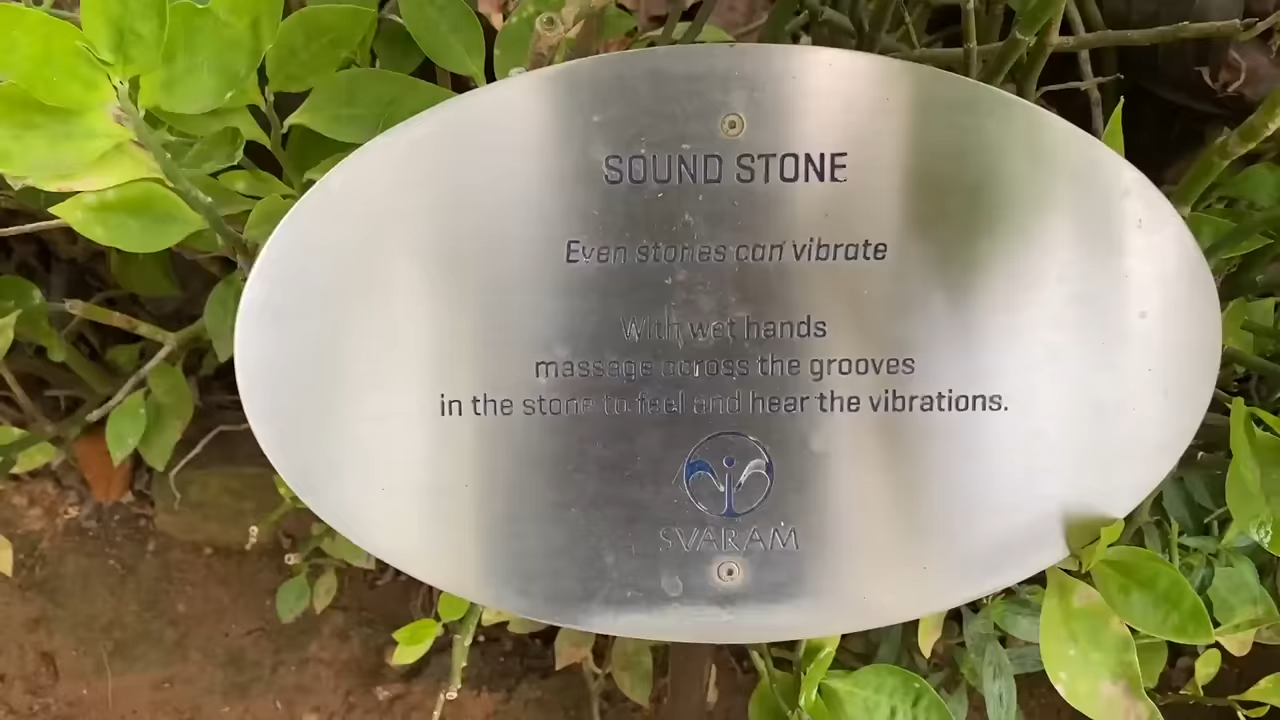 SOUND STONE
Even stones can vibrate
With wet hands
massage across the grooves
in the stone to feel and hear the vibrations.
SVARAM